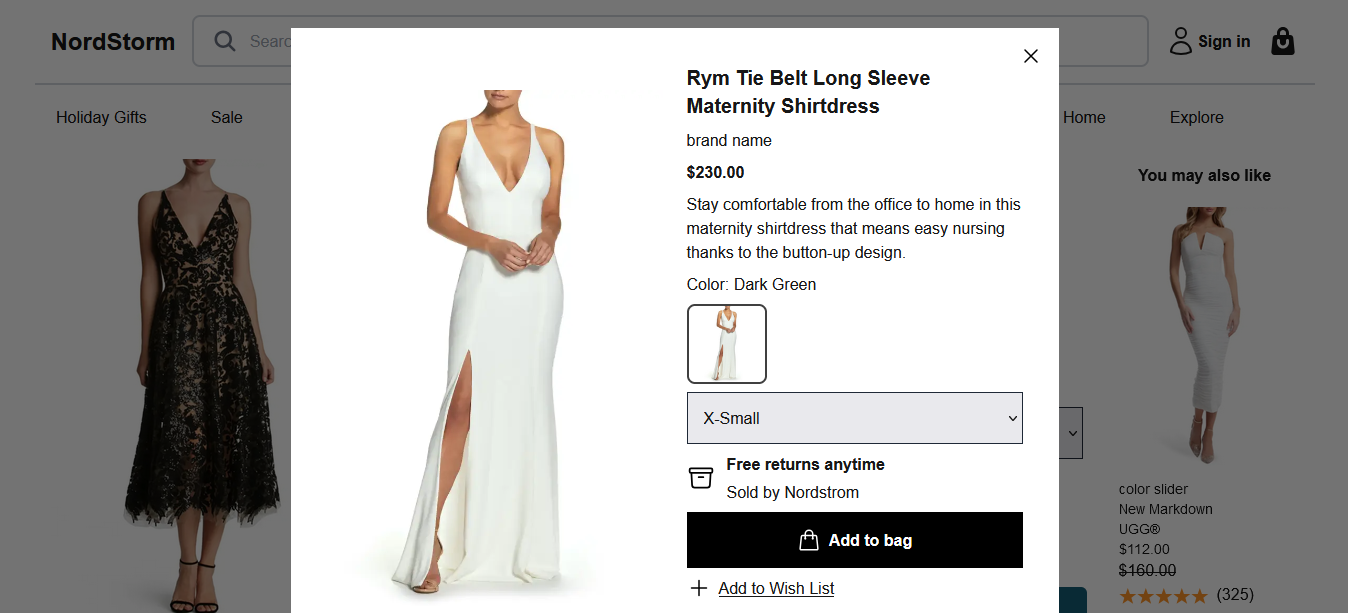 NordStorm
Searc
Sign in
Holiday Gifts
Sale
Home
Explore
Rym Tie Belt Long Sleeve
Maternity Shirtdress
brand name
$230.00
Stay comfortable from the office to home in this
maternity shirtdress that means easy nursing
thanks to the button-up design.
Color: Dark Green
X-Small
Free returns anytime
Sold by Nordstrom
Add to bag
Add to Wish List
You may also like
color slider
New Markdown
UGG®
$112.00
$160.00
(325)